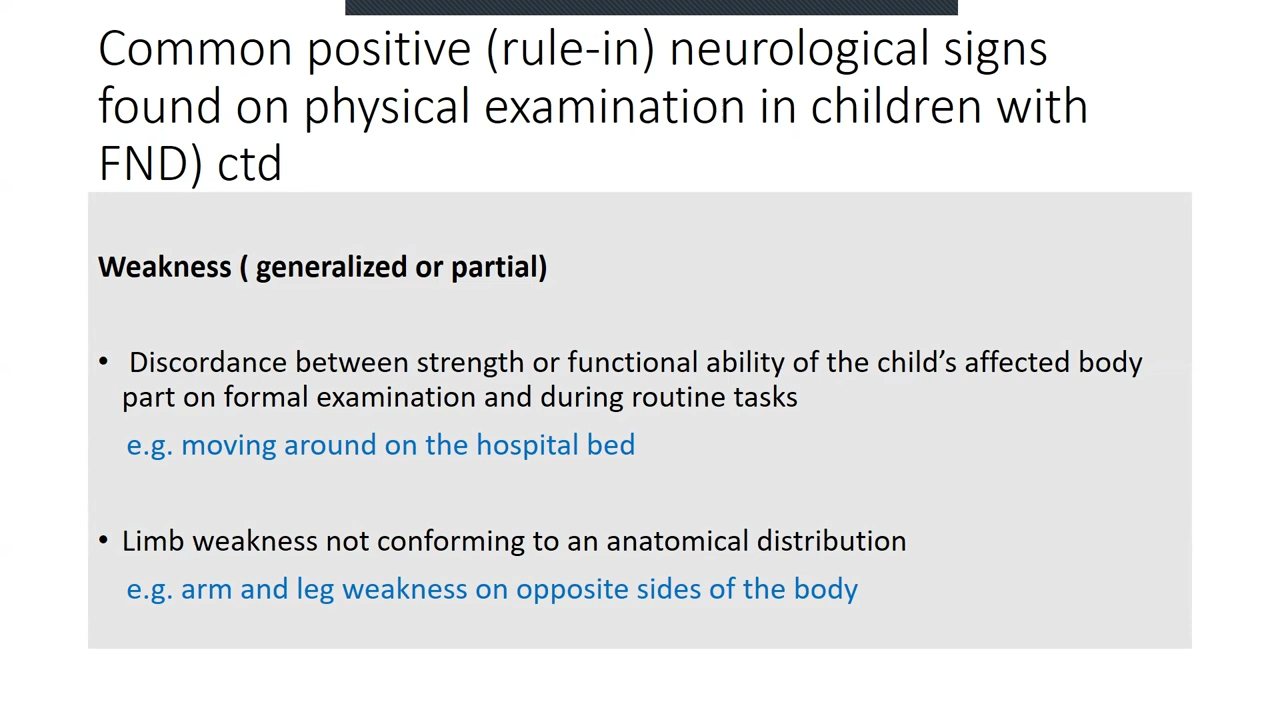 Common positive (rule-in) neurological signs
found on physical examination in children with
FND) ctd
Weakness ( generalized or partial)
• Discordance between strength or functional ability of the child’s affected body
part on formal examination and during routine tasks
e.g. moving around on the hospital bed
• Limb weakness not conforming to an anatomical distribution
e.g. arm and leg weakness on opposite sides of the body